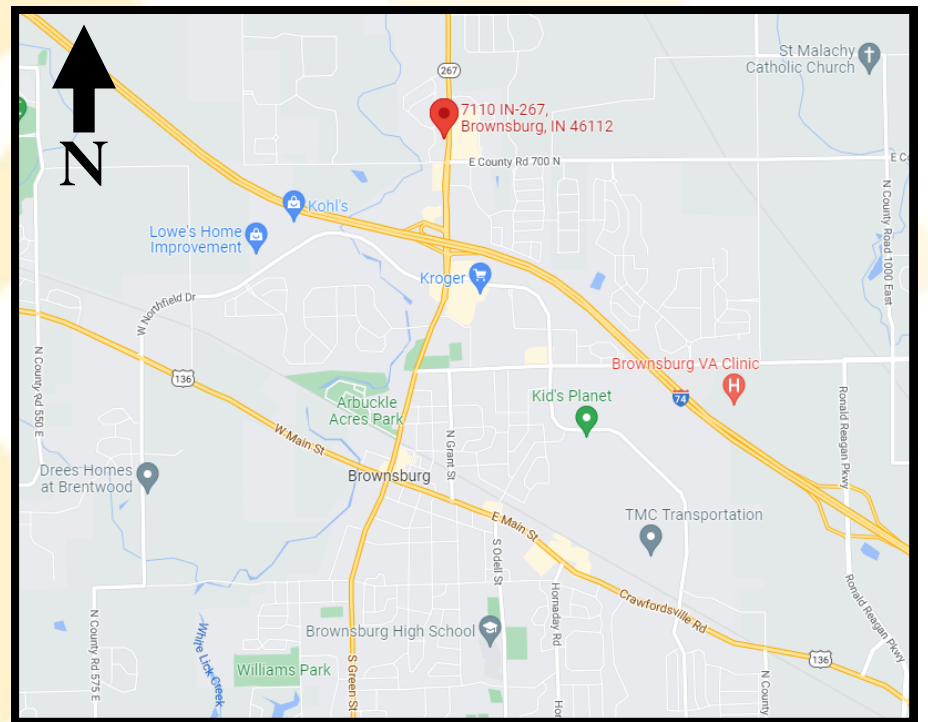 St Malachy
Catholic Church
267
7110 IN-267,
Brownsburg, IN 46112
N
E County Rd 700 N
E Co
N County Road 1000 East
Kohl's
Lowe's Home
Improvement
Kroger
W Northfield Dr
N County Rd 550 E
136
Brownsburg VA Clinic
H
74
Kid's Planet
Arbuckle
Acres Park
Ronald Reagan Pkwy
W Main St
N Grant St
Brownsburg
Drees Homes
at Brentwood
E Main St
TMC Transportation
S Odell St
Hornaday Rd
Crawfordsville Rd
Ronald Reagan Pkwy
N County Rd 575 E
White Lick Creek
Brownsburg High School
Williams Park
S Green St
136
N County
Hor